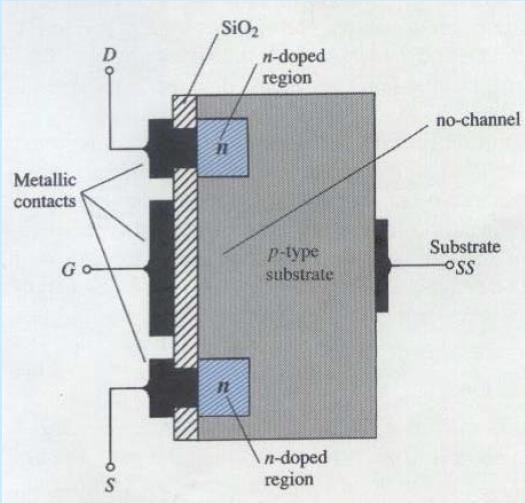 SiO2
D
n-doped
region
n
no-channel
Metallic
contacts
p-type
substrate
G
Substrate
SS
n
n-doped
region
S